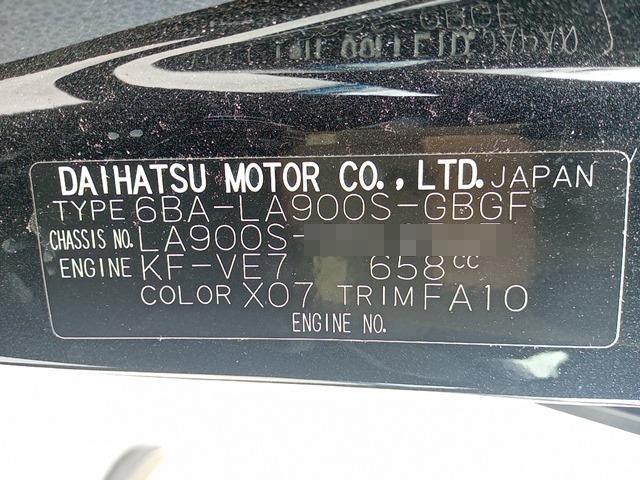 DAIHATSU MOTOR CO., LTD. JAPAN
TYPE 6BA-LA900S-GBGF
CHASSIS NO. LA900S-
ENGINE KF-VE7 658cc
COLOR X07 TRIM FA10
ENGINE NO.